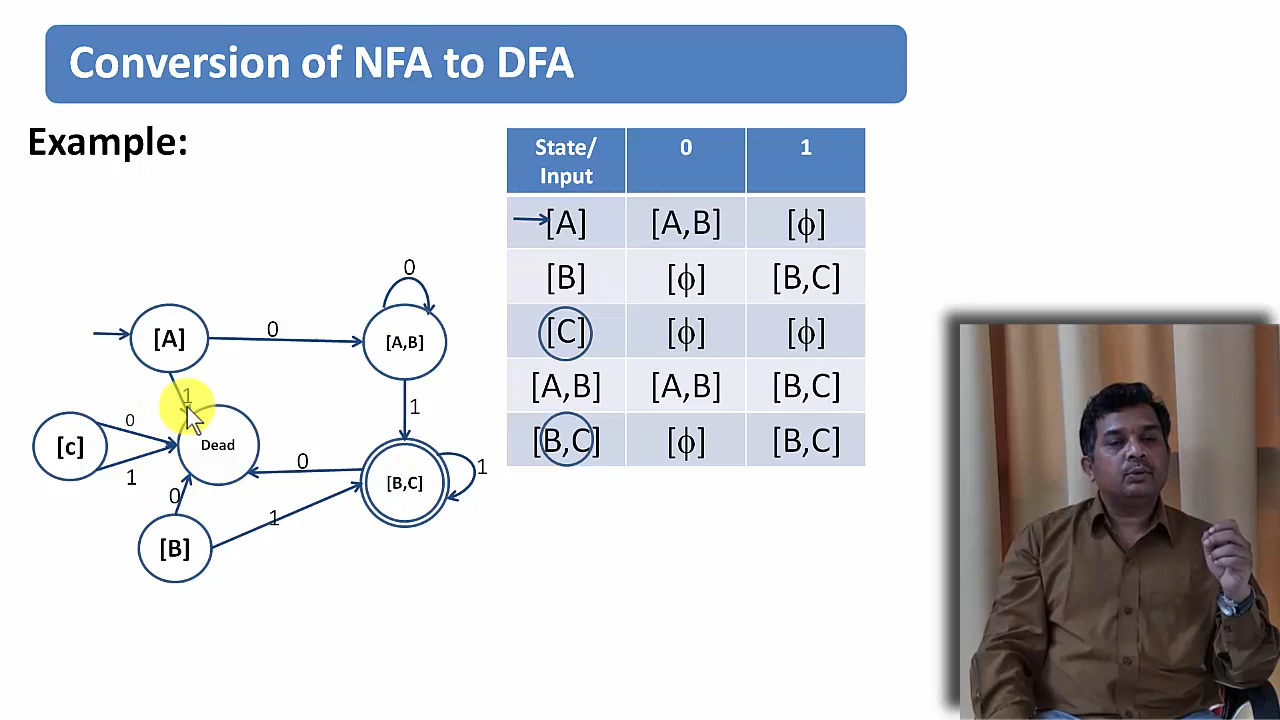 Conversion of NFA to DFA
Example:
State/ 0 1
Input
[A] [A,B] [ϕ]
[B] [ϕ] [B,C]
[C] [ϕ] [ϕ]
[A,B] [A,B] [B,C]
[B,C] [ϕ] [B,C]
0
[A] 0 [A,B]
1
0 1
[c] Dead
1 0 [B,C] 1
0
1
[B]